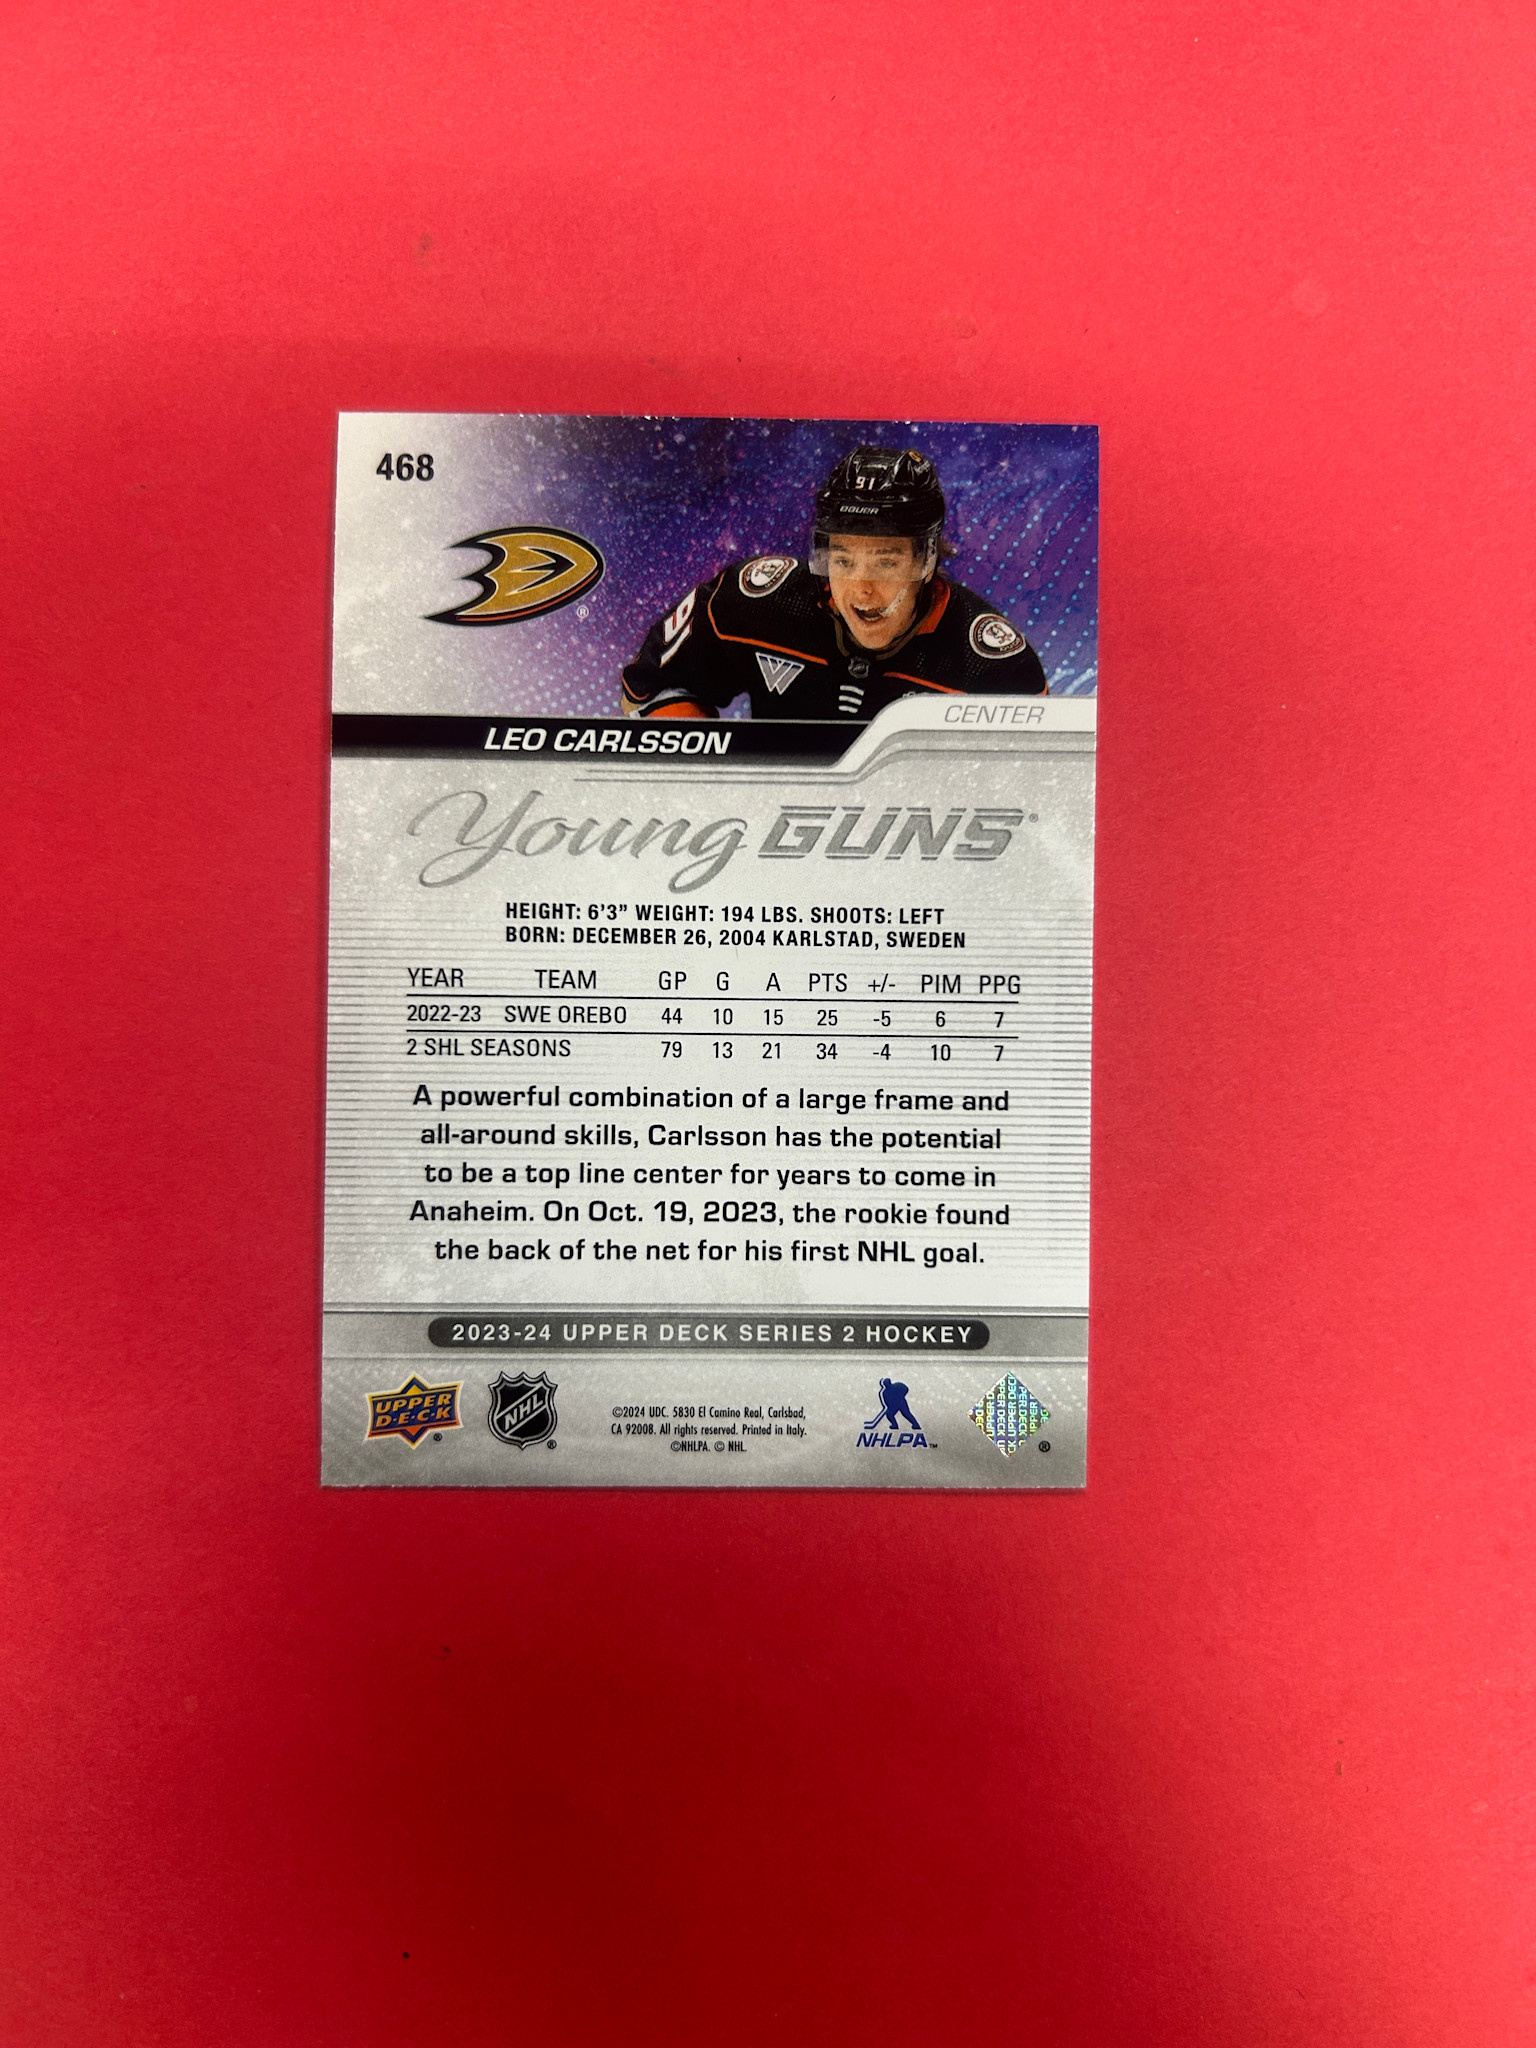 468
91
BAUER
91
®
CENTER
LEO CARLSSON
Young GUNS®
HEIGHT: 6'3" WEIGHT: 194 LBS. SHOOTS: LEFT
BORN: DECEMBER 26, 2004 KARLSTAD, SWEDEN
YEAR TEAM GP G A PTS +/- PIM PPG
2022-23 SWE OREBO 44 10 15 25 -5 6 7
2 SHL SEASONS 79 13 21 34 -4 10 7
A powerful combination of a large frame and
all-around skills, Carlsson has the potential
to be a top line center for years to come in
Anaheim. On Oct. 19, 2023, the rookie found
the back of the net for his first NHL goal.
2023-24 UPPER DECK SERIES 2 HOCKEY
UPPER
D·E·C·K
®
NHL
®
©2024 UDC. 5830 El Camino Real, Carlsbad,
CA 92008. All rights reserved. Printed in Italy.
©NHLPA. © NHL.
NHLPA™
UPPER DECK
®